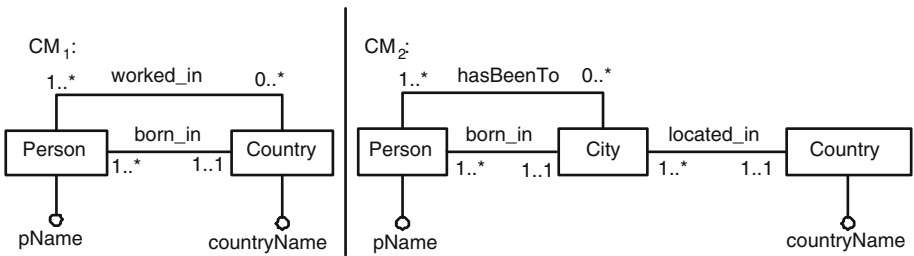 CM1:
1..* worked_in 0..*
Person born_in Country
1..* 1..1
pName countryName
CM2:
1..* hasBeenTo 0..*
Person born_in City located_in Country
1..* 1..1 1..* 1..1
pName countryName